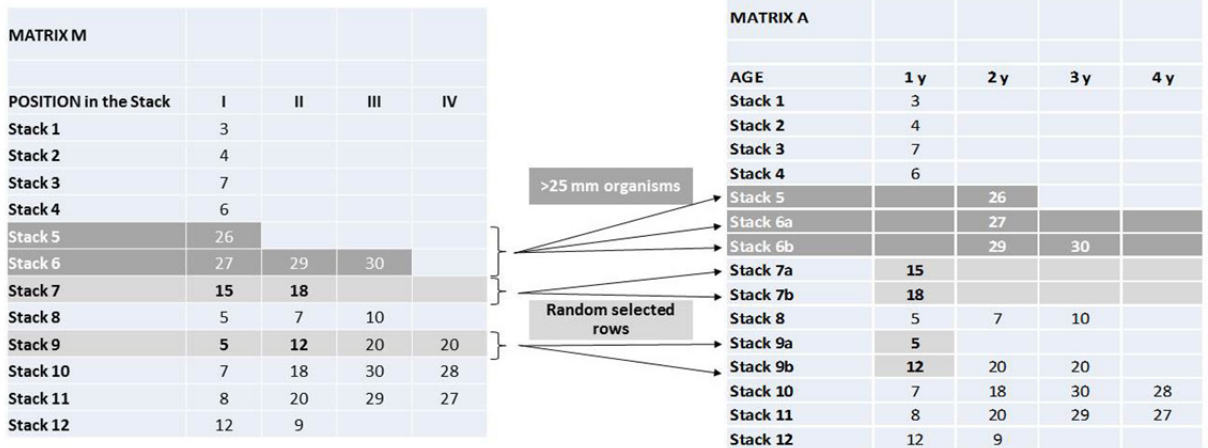 MATRIX M
POSITION in the Stack I II III IV
Stack 1 3
Stack 2 4
Stack 3 7
Stack 4 6
Stack 5 26
Stack 6 27 29 30
Stack 7 15 18
Stack 8 5 7 10
Stack 9 5 12 20 20
Stack 10 7 18 30 28
Stack 11 8 20 29 27
Stack 12 12 9
>25 mm organisms
Random selected
rows
MATRIX A
AGE 1 y 2 y 3 y 4 y
Stack 1 3
Stack 2 4
Stack 3 7
Stack 4 6
Stack 5 26
Stack 6a 27
Stack 6b 29 30
Stack 7a 15
Stack 7b 18
Stack 8 5 7 10
Stack 9a 5
Stack 9b 12 20 20
Stack 10 7 18 30 28
Stack 11 8 20 29 27
Stack 12 12 9